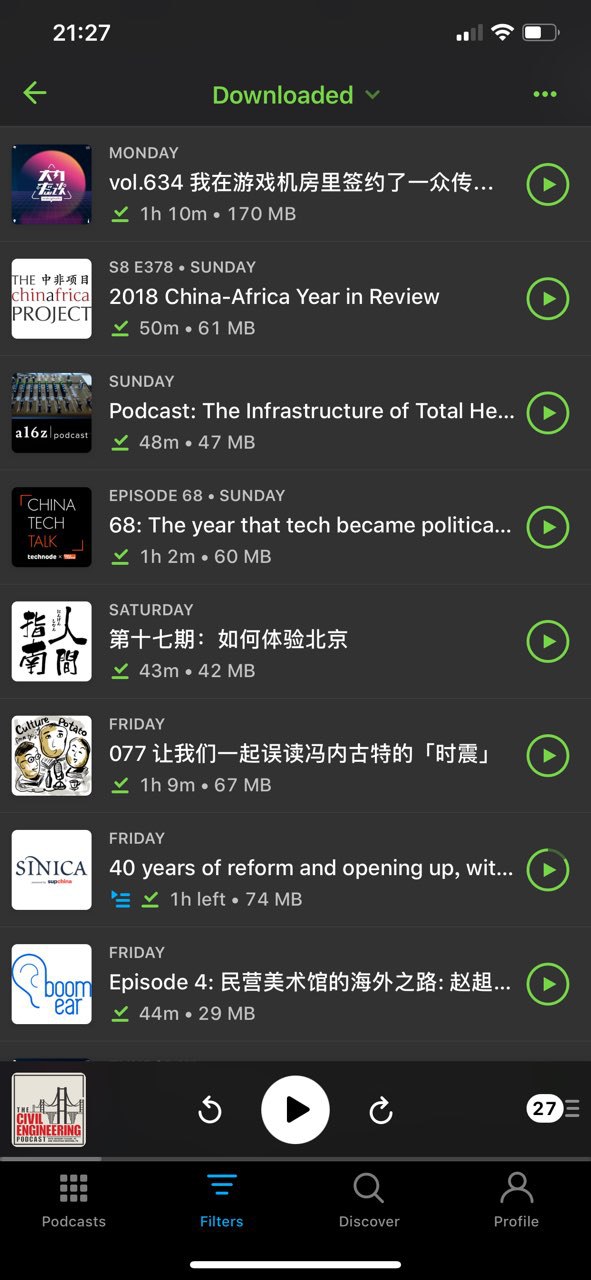 21:27
Downloaded
MONDAY
vol.634 我在游戏机房里签约了一众传...
1h 10m • 170 MB
THE 中非项目
chinafrica
PROJECT
S8 E378 • SUNDAY
2018 China-Africa Year in Review
50m • 61 MB
a16z | podcast
SUNDAY
Podcast: The Infrastructure of Total He...
48m • 47 MB
CHINA
TECH
TALK
technode ×
EPISODE 68 • SUNDAY
68: The year that tech became politica...
1h 2m • 60 MB
人間
指南
SATURDAY
第十七期：如何体验北京
43m • 42 MB
Culture Potato
FRIDAY
077 让我们一起误读冯内古特的「时震」
1h 9m • 67 MB
SINICA
supchina
FRIDAY
40 years of reform and opening up, wit...
1h left • 74 MB
boom
ear
FRIDAY
Episode 4: 民营美术馆的海外之路: 赵趄...
44m • 29 MB
THE
CIVIL
ENGINEERING
PODCAST
27
Podcasts
Filters
Discover
Profile